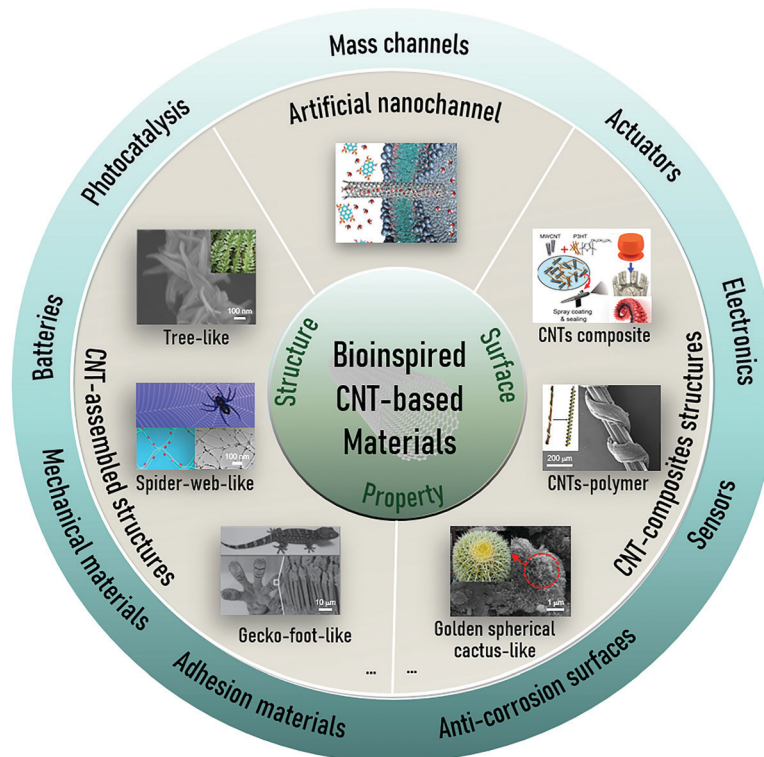 Mass channels
Photocatalysis
Actuators
Artificial nanochannel
Batteries
Electronics
MWCNT
P3HT
+
Spray coating
& sealing
100 nm
Tree-like
CNTs composite
Structure
Surface
Bioinspired
CNT-based
Materials
Property
CNT-assembled structures
CNT-composites structures
100 nm
Spider-web-like
200 μm
CNTs-polymer
Mechanical materials
Sensors
10 μm
Gecko-foot-like
1 μm
Golden spherical
cactus-like
... ...
Adhesion materials
Anti-corrosion surfaces